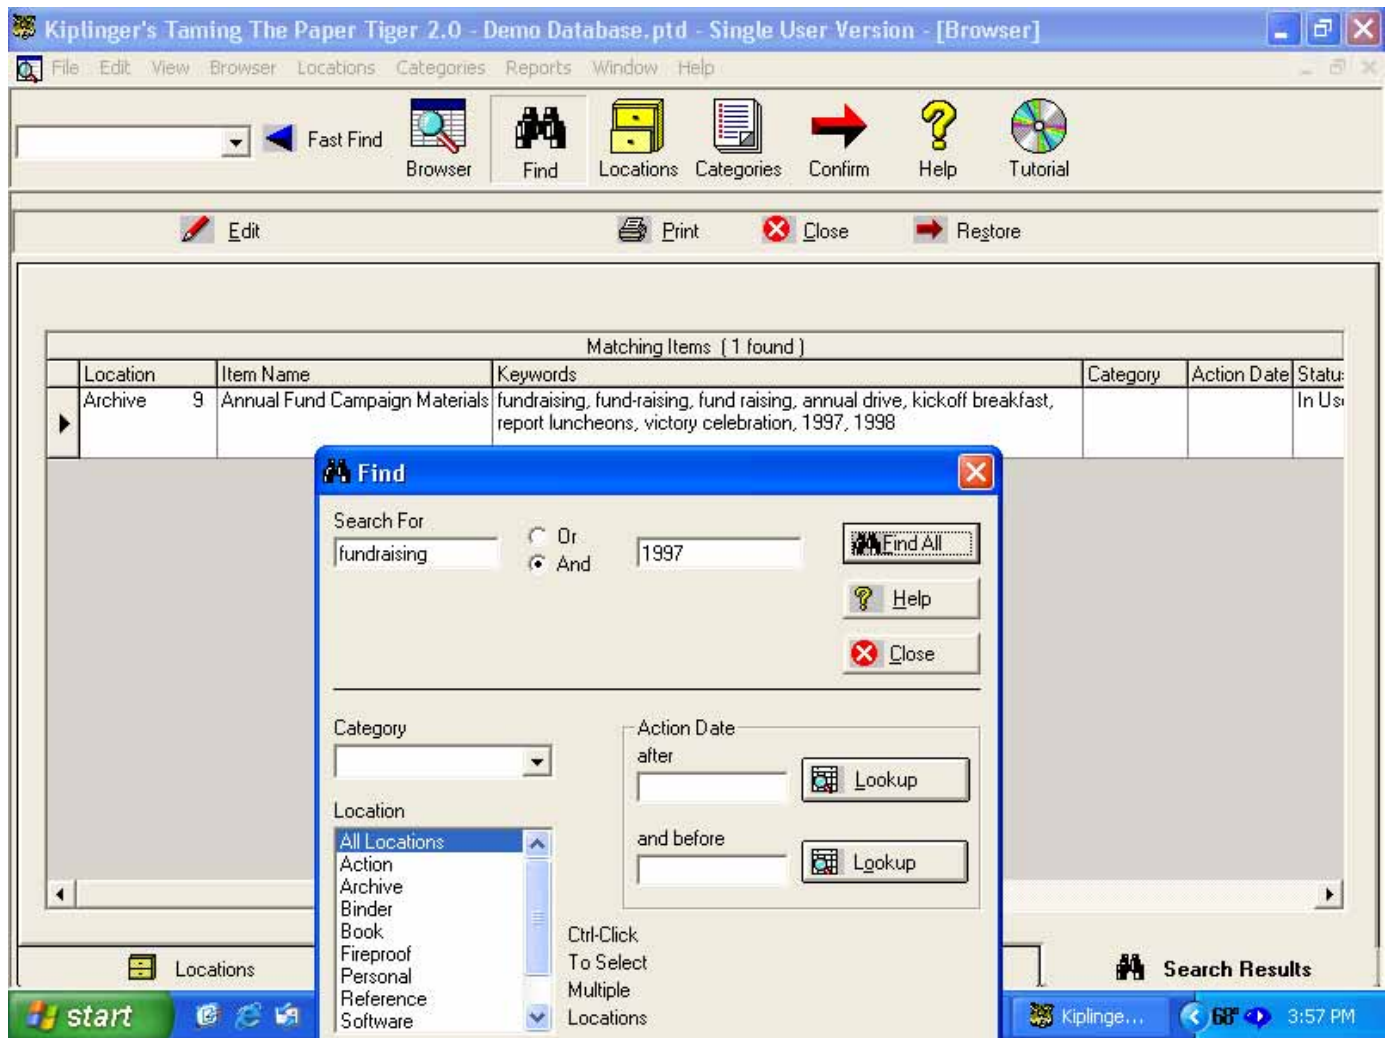 Kiplinger's Taming The Paper Tiger 2.0 - Demo Database.ptd - Single User Version - [Browser]
File Edit View Browser Locations Categories Reports Window Help
Fast Find
Browser Find Locations Categories Confirm Help Tutorial
Edit Print Close Restore
Matching Items ( 1 found )
Location Item Name Keywords Category Action Date Statu
Archive 9 Annual Fund Campaign Materials fundraising, fund-raising, fund raising, annual drive, kickoff breakfast, In Us
report luncheons, victory celebration, 1997, 1998
Find
Search For
fundraising
Or
And
1997
Find All
Help
Close
Category
Action Date
after
Lookup
Location
All Locations
and before
Lookup
Action
Archive
Binder
Book
Fireproof
Personal
Reference
Software
Ctrl-Click
To Select
Multiple
Locations
Locations
Search Results
start Kiplinge... 68° 3:57 PM